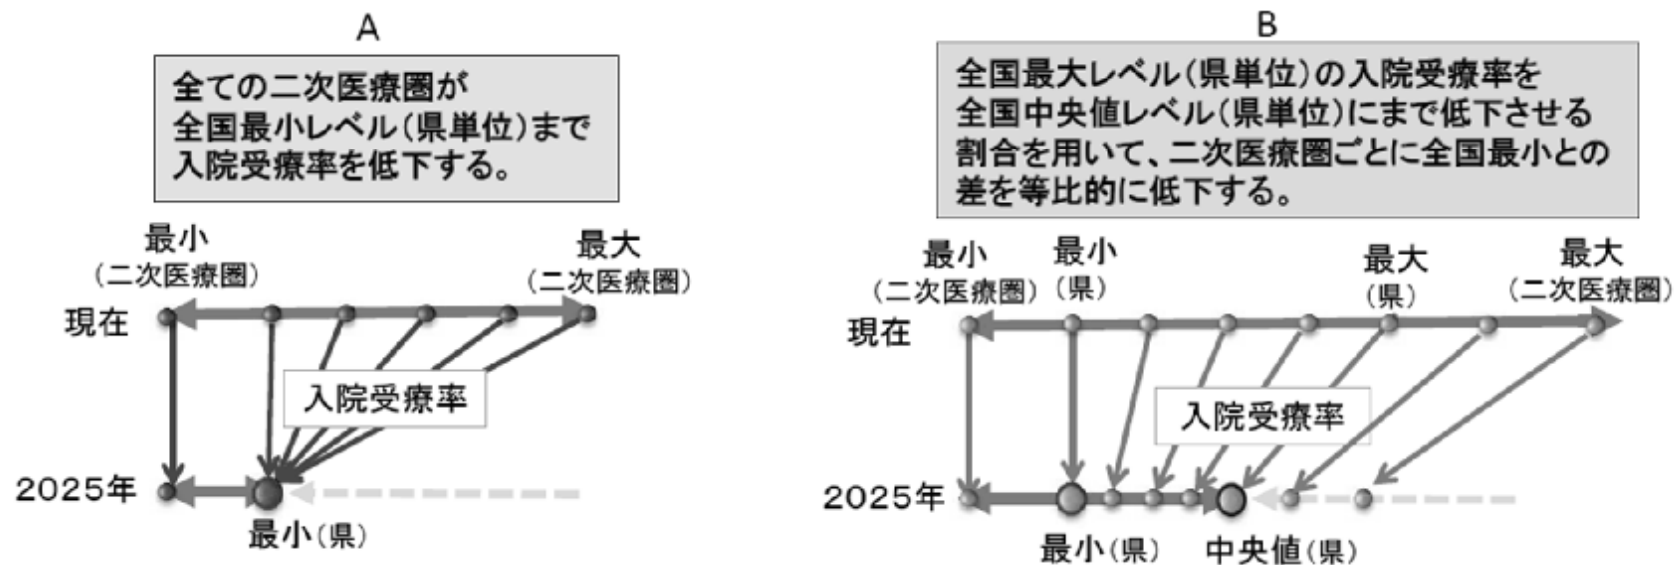 A
全ての二次医療圏が
全国最小レベル(県単位)まで
入院受療率を低下する。
最小
(二次医療圏)
最大
(二次医療圏)
現在
入院受療率
2025年
最小(県)
B
全国最大レベル(県単位)の入院受療率を
全国中央値レベル(県単位)にまで低下させる
割合を用いて、二次医療圏ごとに全国最小との
差を等比的に低下する。
最小
(二次医療圏)
最小
(県)
最大
(県)
最大
(二次医療圏)
現在
入院受療率
2025年
最小(県)
中央値(県)